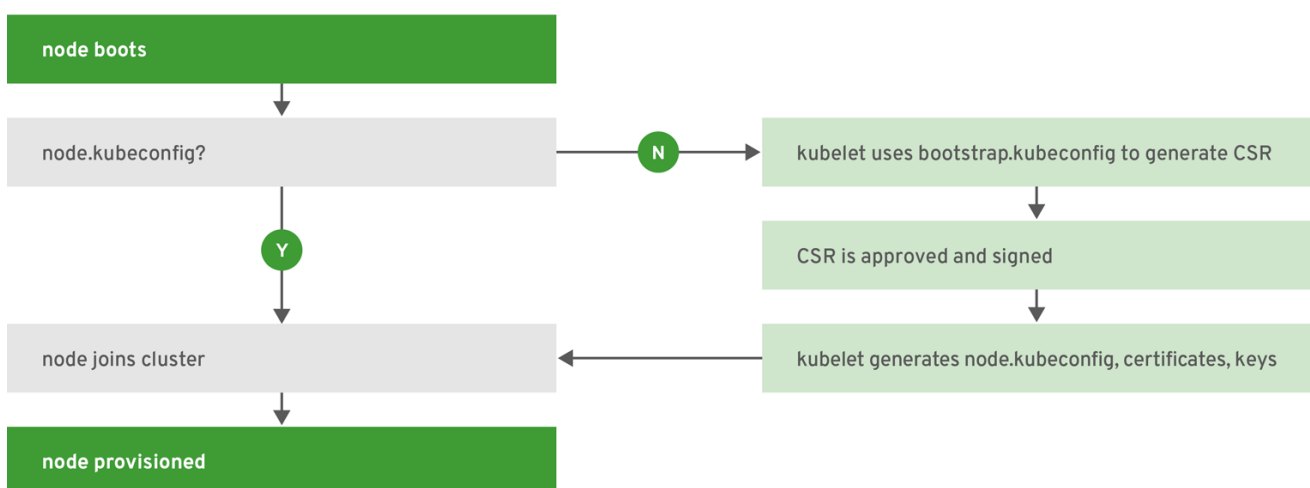 node boots
node.kubeconfig?
N
kubelet uses bootstrap.kubeconfig to generate CSR
CSR is approved and signed
Y
kubelet generates node.kubeconfig, certificates, keys
node joins cluster
node provisioned